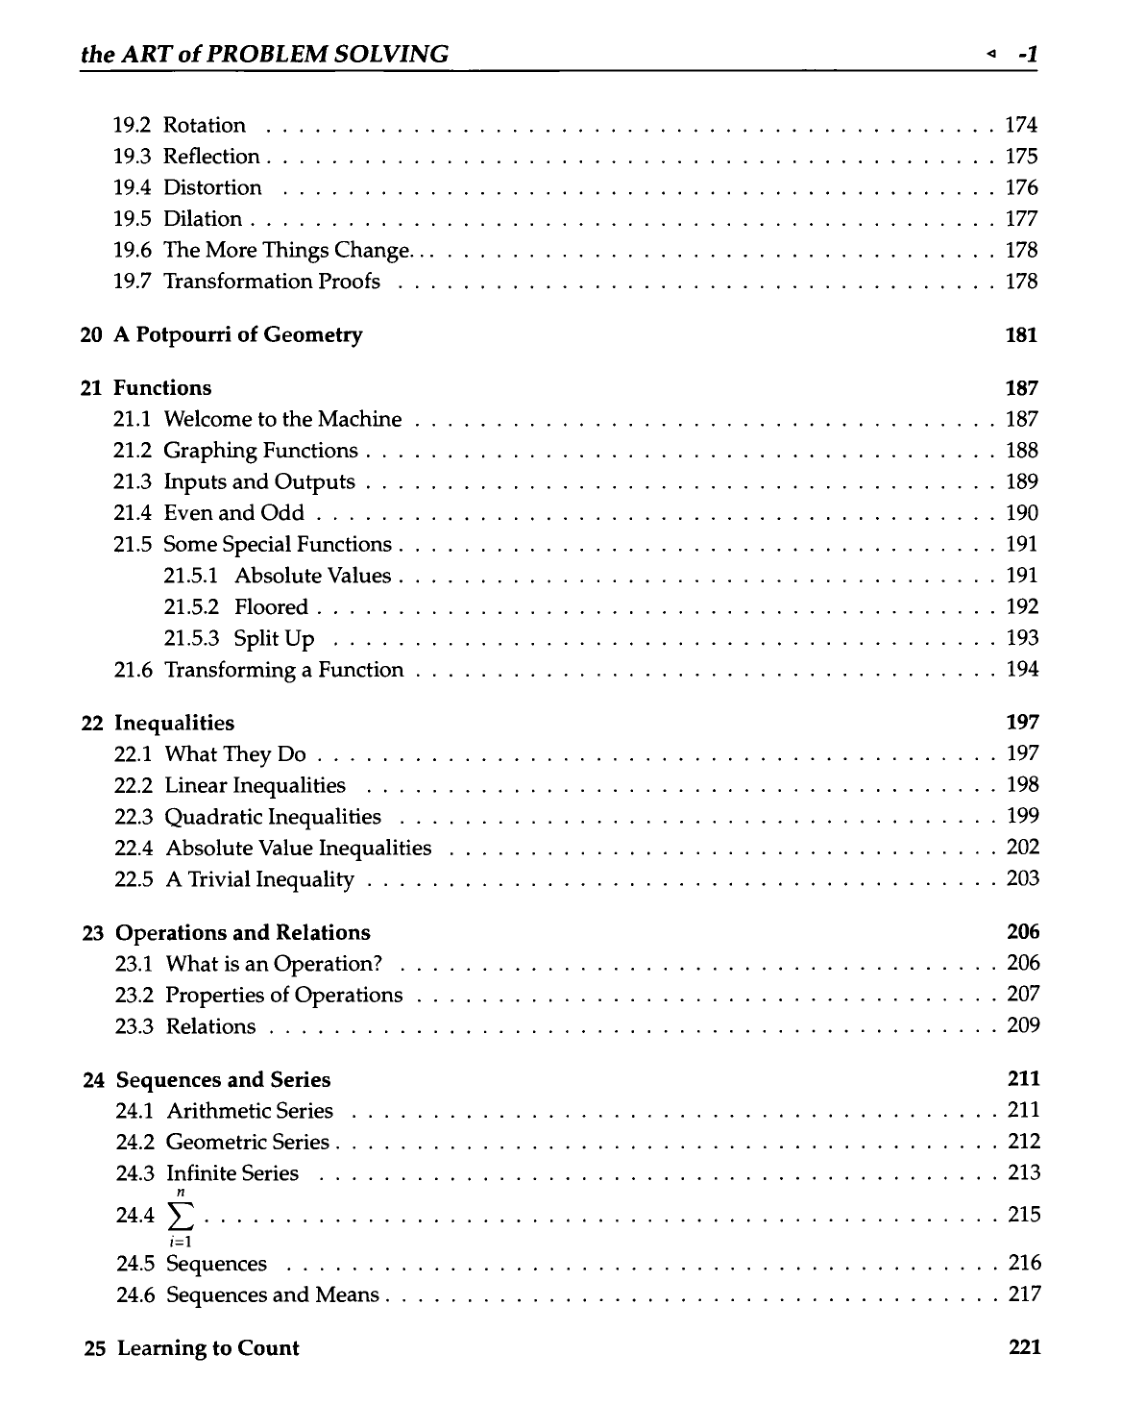 the ART of PROBLEM SOLVING ◃ -1
19.2 Rotation . . . . . . . . . . . . . . . . . . . . 174
19.3 Reflection . . . . . . . . . . . . . . . . . . . . 175
19.4 Distortion . . . . . . . . . . . . . . . . . . . . 176
19.5 Dilation . . . . . . . . . . . . . . . . . . . . 177
19.6 The More Things Change. . . . . . . . . . . . . . . . . . . . 178
19.7 Transformation Proofs . . . . . . . . . . . . . . . . . . . . 178
20 A Potpourri of Geometry 181
21 Functions 187
21.1 Welcome to the Machine . . . . . . . . . . . . . . . . . . . . 187
21.2 Graphing Functions . . . . . . . . . . . . . . . . . . . . 188
21.3 Inputs and Outputs . . . . . . . . . . . . . . . . . . . . 189
21.4 Even and Odd . . . . . . . . . . . . . . . . . . . . 190
21.5 Some Special Functions . . . . . . . . . . . . . . . . . . . . 191
21.5.1 Absolute Values . . . . . . . . . . . . . . . . . . . . 191
21.5.2 Floored . . . . . . . . . . . . . . . . . . . . 192
21.5.3 Split Up . . . . . . . . . . . . . . . . . . . . 193
21.6 Transforming a Function . . . . . . . . . . . . . . . . . . . . 194
22 Inequalities 197
22.1 What They Do . . . . . . . . . . . . . . . . . . . . 197
22.2 Linear Inequalities . . . . . . . . . . . . . . . . . . . . 198
22.3 Quadratic Inequalities . . . . . . . . . . . . . . . . . . . . 199
22.4 Absolute Value Inequalities . . . . . . . . . . . . . . . . . . . . 202
22.5 A Trivial Inequality . . . . . . . . . . . . . . . . . . . . 203
23 Operations and Relations 206
23.1 What is an Operation? . . . . . . . . . . . . . . . . . . . . 206
23.2 Properties of Operations . . . . . . . . . . . . . . . . . . . . 207
23.3 Relations . . . . . . . . . . . . . . . . . . . . 209
24 Sequences and Series 211
24.1 Arithmetic Series . . . . . . . . . . . . . . . . . . . . 211
24.2 Geometric Series . . . . . . . . . . . . . . . . . . . . 212
24.3 Infinite Series . . . . . . . . . . . . . . . . . . . . 213
n
24.4 ∑ . . . . . . . . . . . . . . . . . . . . 215
i=1
24.5 Sequences . . . . . . . . . . . . . . . . . . . . 216
24.6 Sequences and Means . . . . . . . . . . . . . . . . . . . . 217
25 Learning to Count 221